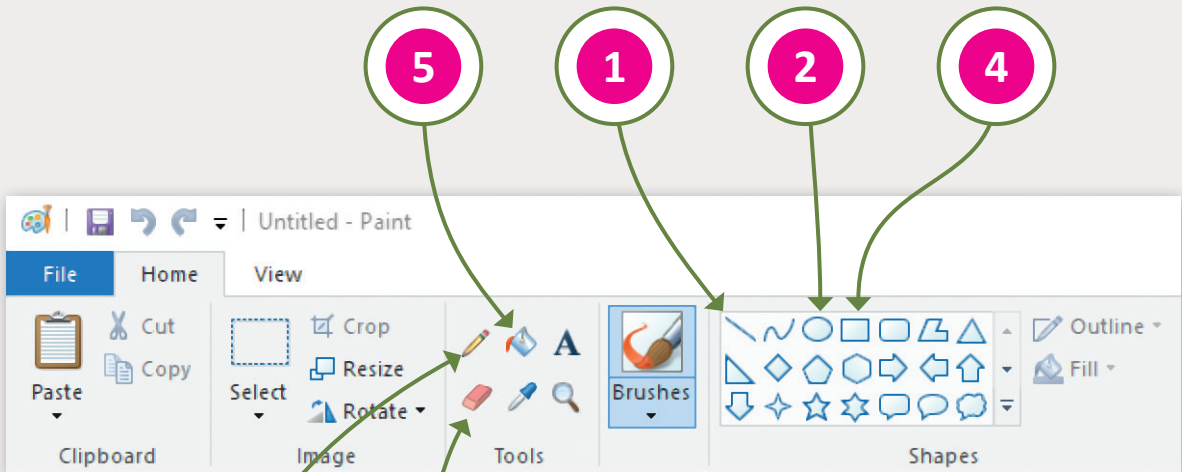 5 1 2 4
Untitled - Paint
File Home View
Cut Crop A Outline
Copy Resize Fill
Paste Select Rotate Brushes
Clipboard Image Tools Shapes